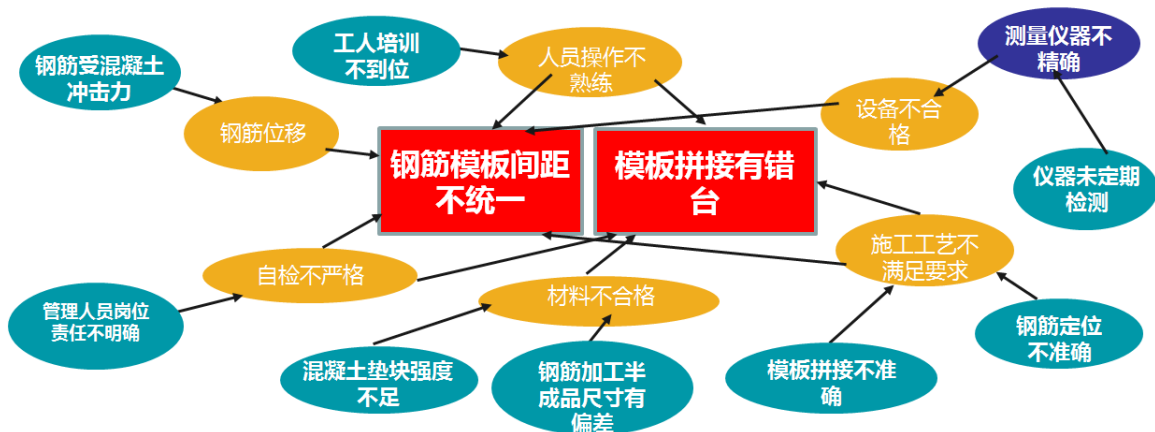 工人培训
不到位
人员操作不
熟练
测量仪器不
精确
钢筋受混凝土
冲击力
设备不合
格
钢筋位移
钢筋模板间距
不统一
模板拼接有错
台
仪器未定期
检测
施工工艺不
满足要求
自检不严格
材料不合格
管理人员岗位
责任不明确
钢筋定位
不准确
混凝土垫块强度
不足
钢筋加工半
成品尺寸有
偏差
模板拼接不准
确